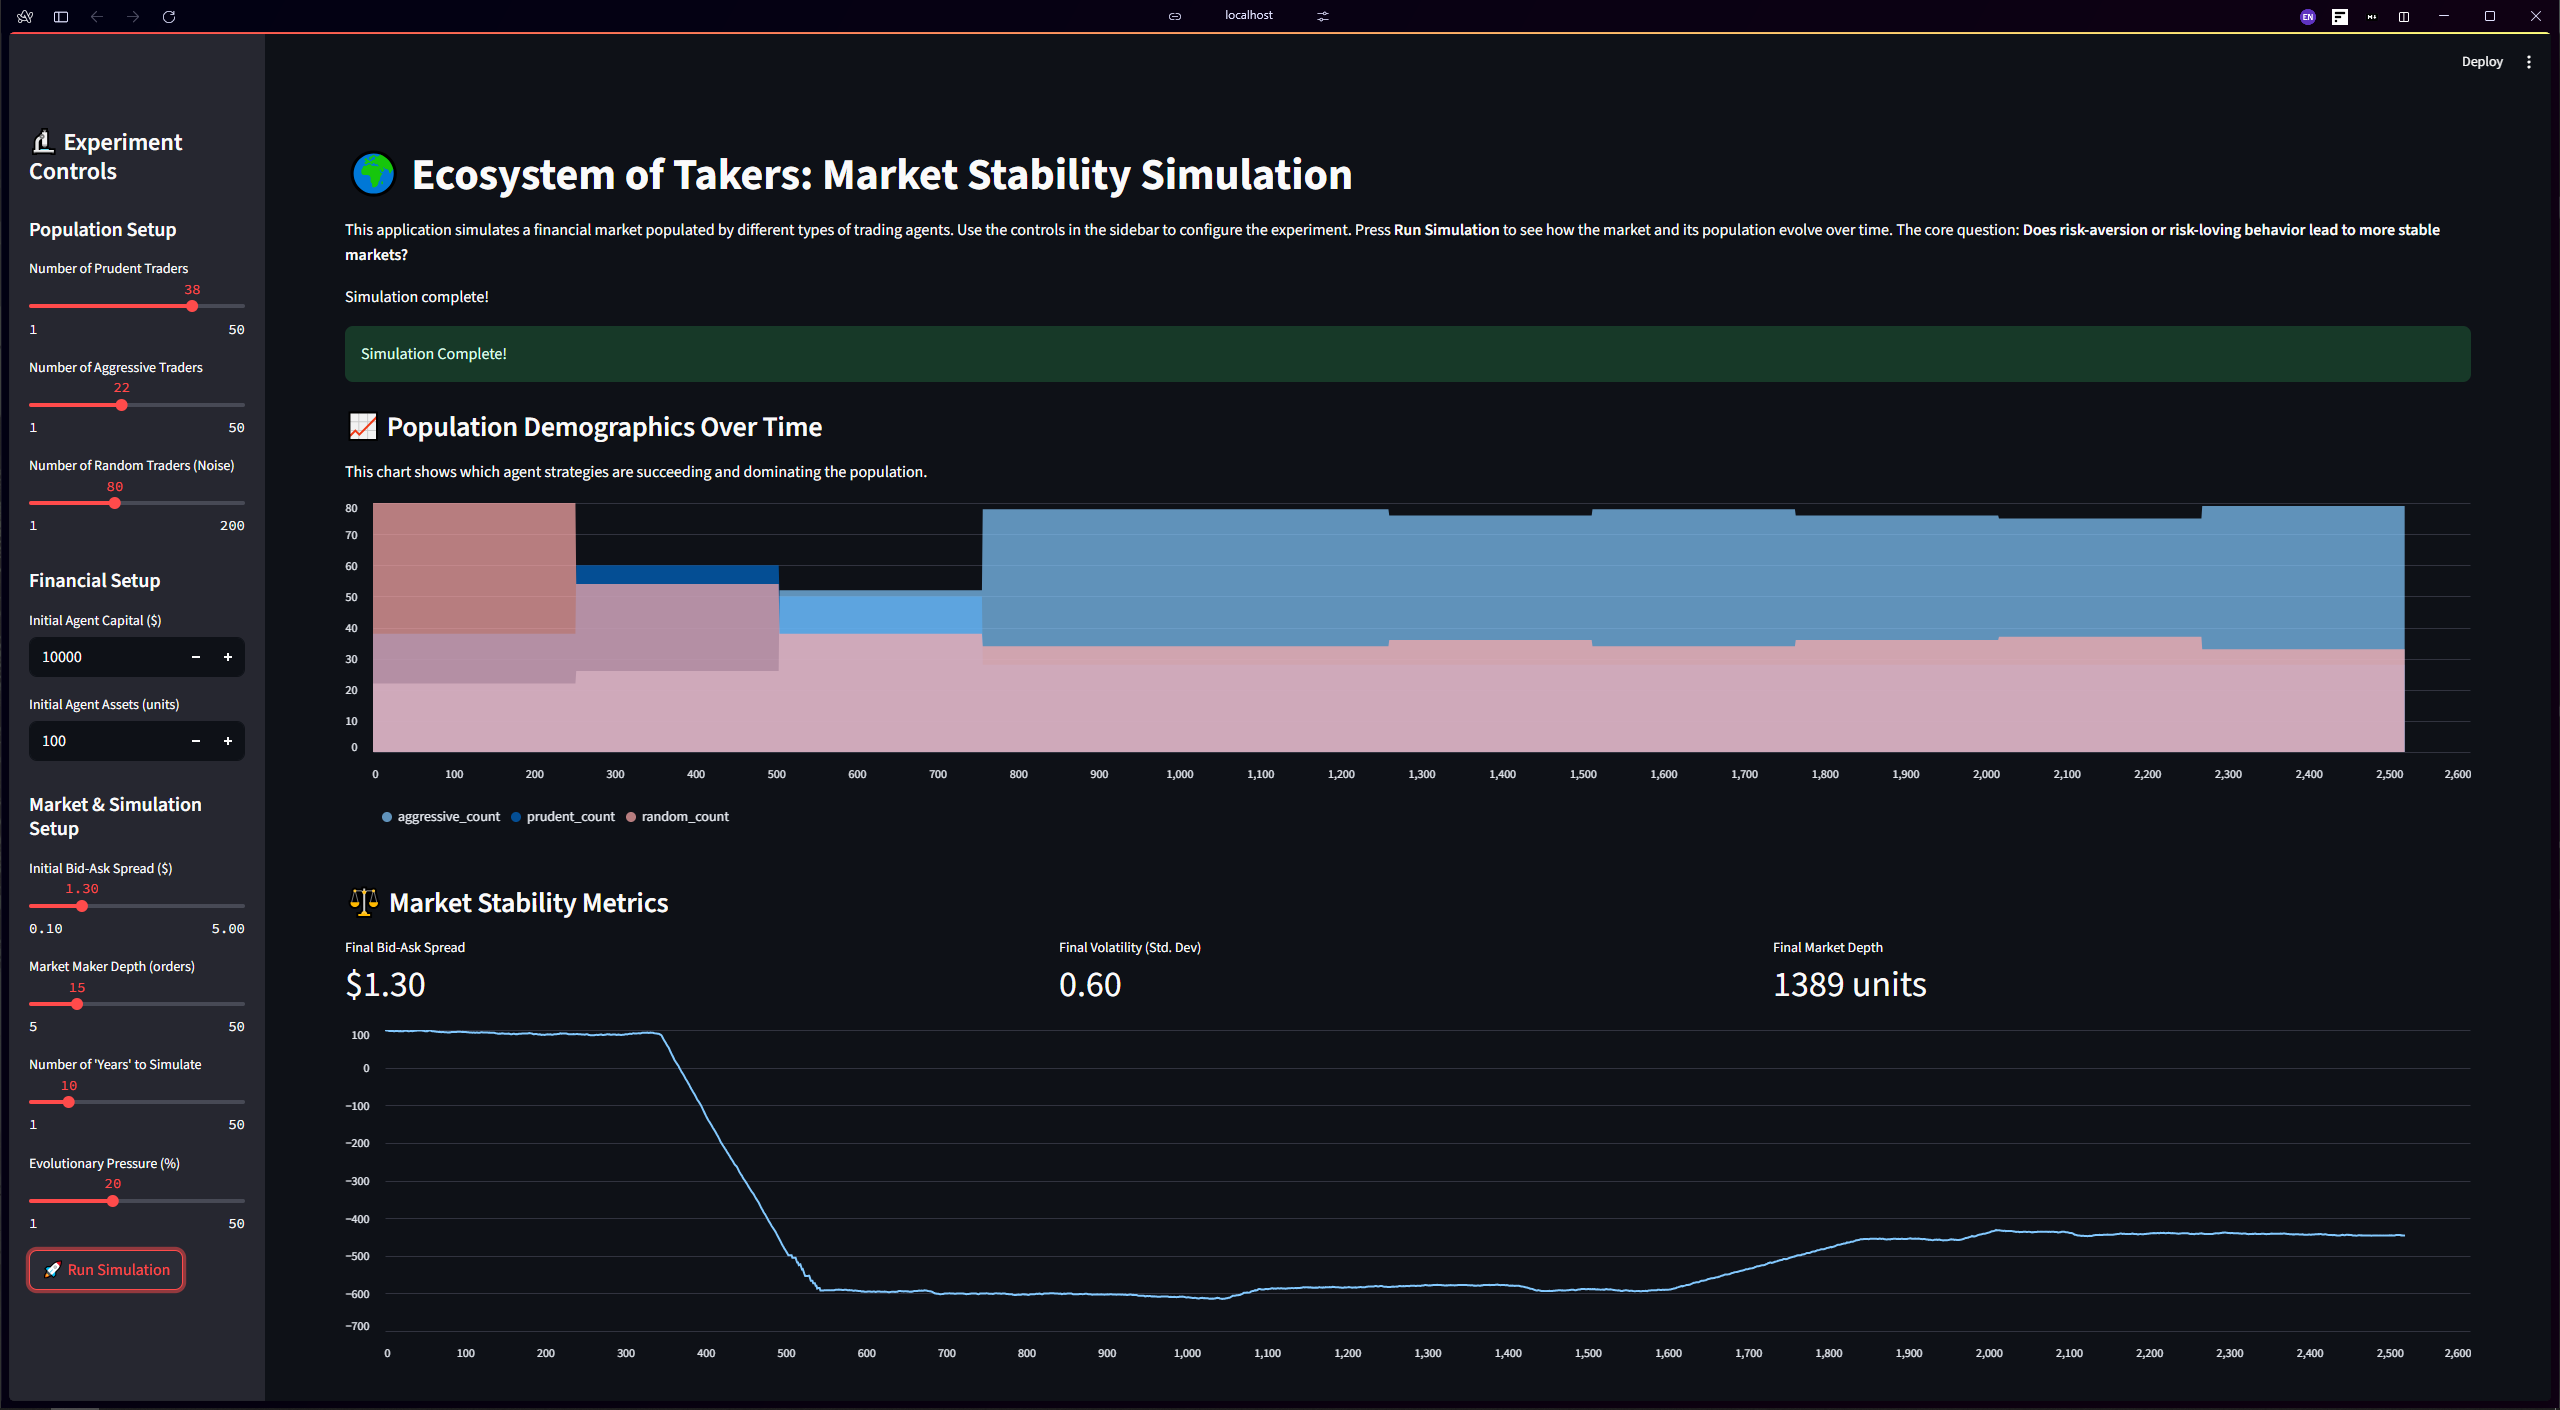 localhost
EN
Deploy
Experiment
Controls
Population Setup
Number of Prudent Traders
38
1 50
Number of Aggressive Traders
22
1 50
Number of Random Traders (Noise)
80
1 200
Financial Setup
Initial Agent Capital ($)
10000 − +
Initial Agent Assets (units)
100 − +
Market & Simulation
Setup
Initial Bid-Ask Spread ($)
1.30
0.10 5.00
Market Maker Depth (orders)
15
5 50
Number of 'Years' to Simulate
10
1 50
Evolutionary Pressure (%)
20
1 50
Run Simulation
Ecosystem of Takers: Market Stability Simulation
This application simulates a financial market populated by different types of trading agents. Use the controls in the sidebar to configure the experiment. Press Run Simulation to see how the market and its population evolve over time. The core question: Does risk-aversion or risk-loving behavior lead to more stable
markets?
Simulation complete!
Simulation Complete!
Population Demographics Over Time
This chart shows which agent strategies are succeeding and dominating the population.
80
70
60
50
40
30
20
10
0
0 100 200 300 400 500 600 700 800 900 1,000 1,100 1,200 1,300 1,400 1,500 1,600 1,700 1,800 1,900 2,000 2,100 2,200 2,300 2,400 2,500 2,600
aggressive_count prudent_count random_count
Market Stability Metrics
Final Bid-Ask Spread
$1.30
Final Volatility (Std. Dev)
0.60
Final Market Depth
1389 units
100
0
−100
−200
−300
−400
−500
−600
−700
0 100 200 300 400 500 600 700 800 900 1,000 1,100 1,200 1,300 1,400 1,500 1,600 1,700 1,800 1,900 2,000 2,100 2,200 2,300 2,400 2,500 2,600